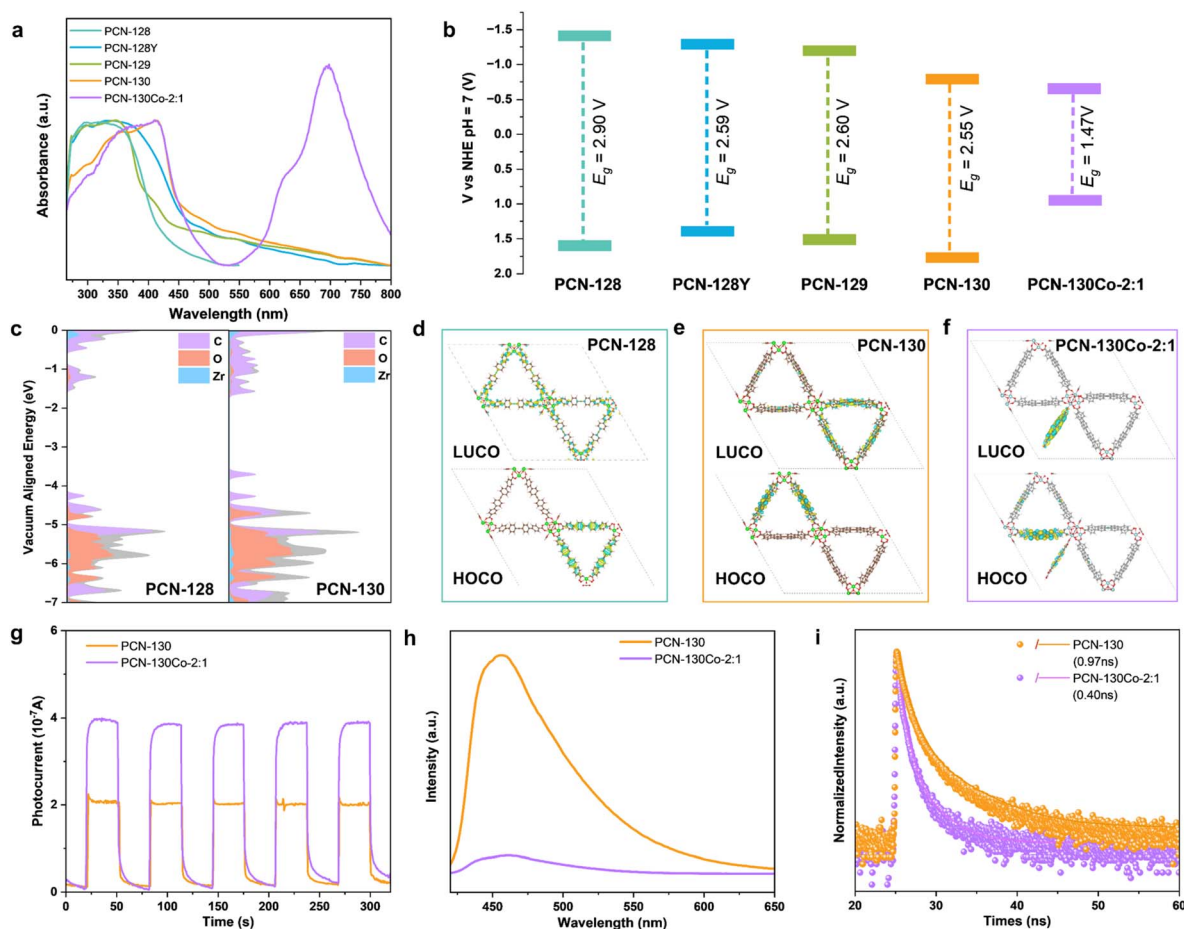 a
PCN-128
PCN-128Y
PCN-129
PCN-130
PCN-130Co-2:1
Absorbance (a.u.)
300 350 400 450 500 550 600 650 700 750 800
Wavelength (nm)
b
V vs NHE pH = 7 (V)
-1.5
-1.0
-0.5
0.0
0.5
1.0
1.5
2.0
Eg = 2.90 V
Eg = 2.59 V
Eg = 2.60 V
Eg = 2.55 V
Eg = 1.47V
PCN-128 PCN-128Y PCN-129 PCN-130 PCN-130Co-2:1
c
Vacuum Aligned Energy (eV)
0
-1
-2
-3
-4
-5
-6
-7
C
O
Zr
PCN-128
C
O
Zr
PCN-130
d
PCN-128
LUCO
HOCO
e
PCN-130
LUCO
HOCO
f
PCN-130Co-2:1
LUCO
HOCO
g
PCN-130
PCN-130Co-2:1
Photocurrent (10⁻⁷A)
6
4
2
0
0 50 100 150 200 250 300
Time (s)
h
PCN-130
PCN-130Co-2:1
Intensity (a.u.)
450 500 550 600 650
Wavelength (nm)
i
PCN-130
(0.97ns)
PCN-130Co-2:1
(0.40ns)
NormalizedIntensity (a.u.)
20 30 40 50 60
Times (ns)